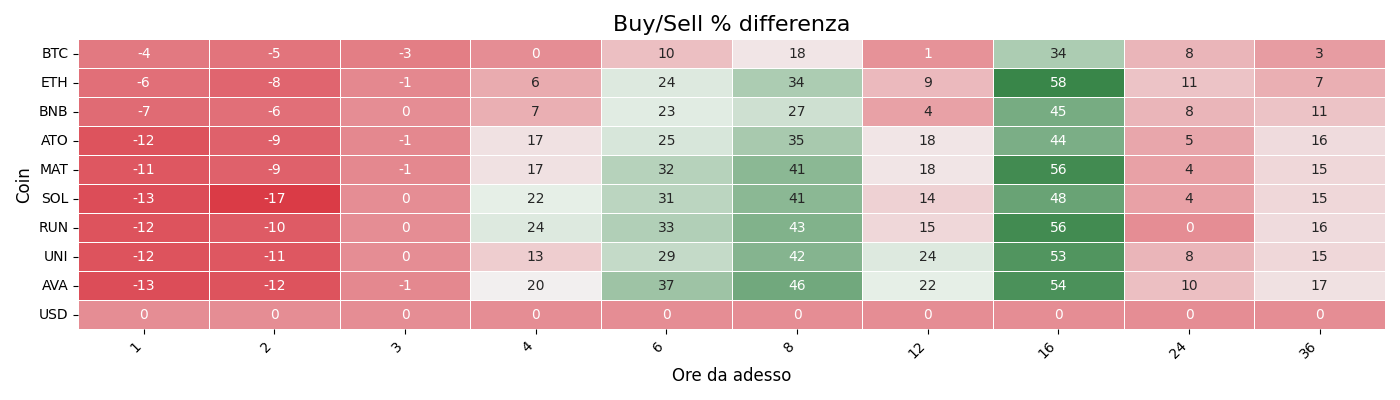 Buy/Sell % differenza
Coin
BTC -4 -5 -3 0 10 18 1 34 8 3
ETH -6 -8 -1 6 24 34 9 58 11 7
BNB -7 -6 0 7 23 27 4 45 8 11
ATO -12 -9 -1 17 25 35 18 44 5 16
MAT -11 -9 -1 17 32 41 18 56 4 15
SOL -13 -17 0 22 31 41 14 48 4 15
RUN -12 -10 0 24 33 43 15 56 0 16
UNI -12 -11 0 13 29 42 24 53 8 15
AVA -13 -12 -1 20 37 46 22 54 10 17
USD 0 0 0 0 0 0 0 0 0 0
1 2 3 4 6 8 12 16 24 36
Ore da adesso